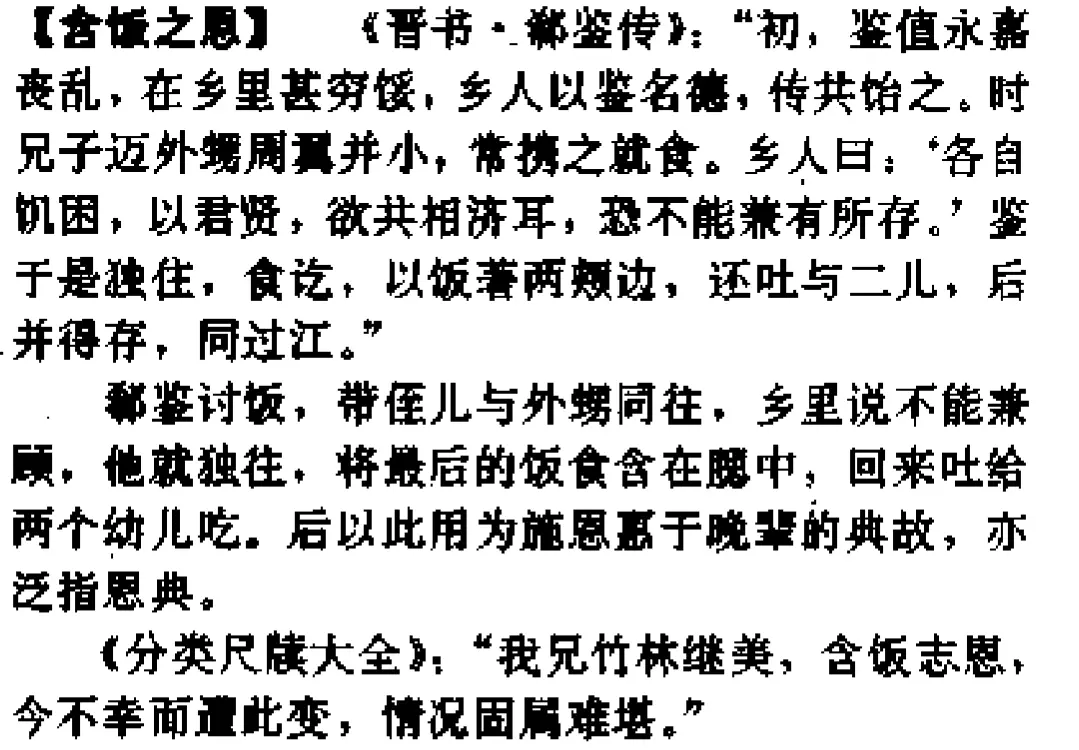 【含饭之恩】 《晋书·郗鉴传》：“初，鉴值永嘉
丧乱，在乡里甚穷馁，乡人以鉴名德，传共饴之。时
兄子迈外甥周翼并小，常携之就食。乡人曰：‘各自
饥困，以君贤，欲共相济耳，恐不能兼有所存。’鉴
于是独往，食讫，以饭著两颊边，还吐与二儿，后
并得存，同过江。”
郗鉴讨饭，带侄儿与外甥同往，乡里说不能兼
顾，他就独往，将最后的饭食含在腮中，回来吐给
两个幼儿吃。后以此用为施恩惠于晚辈的典故，亦
泛指恩典。
《分类尺牍大全》：“我兄竹林继美，含饭志恩，
今不幸而遭此变，情况固属难堪。”